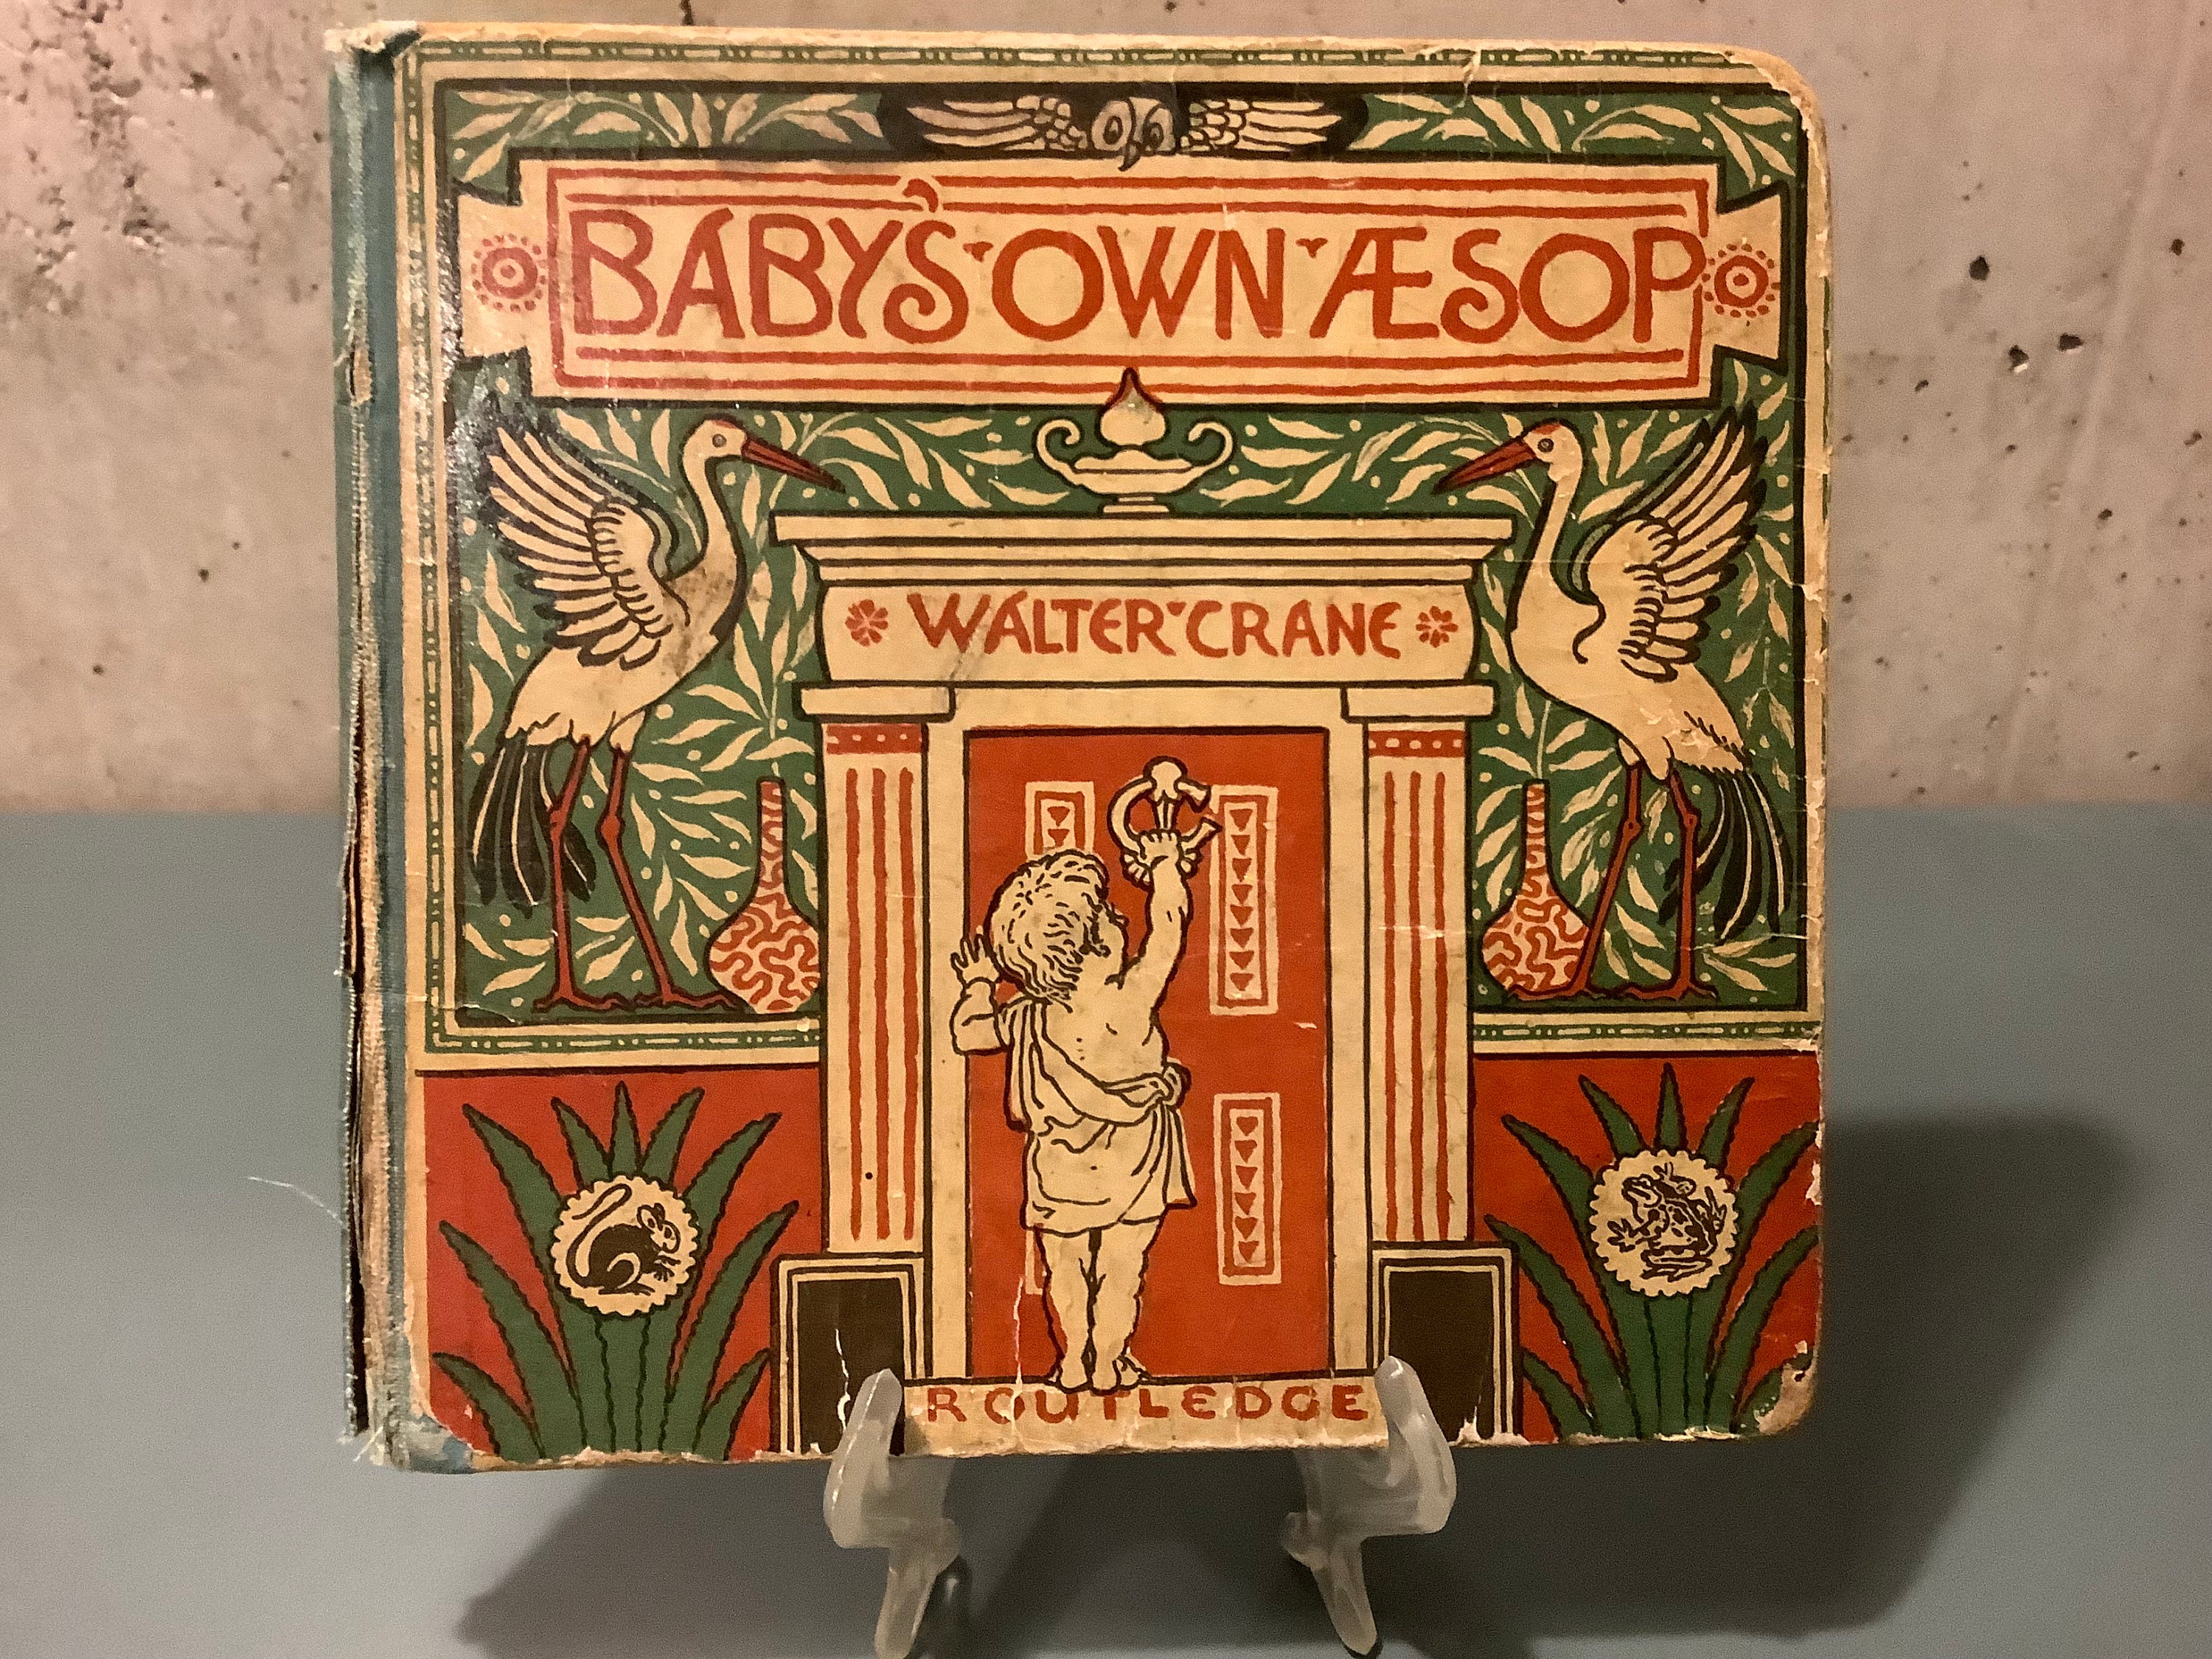 BABY'S OWN ÆSOP
WALTER CRANE
ROUTLEDGE